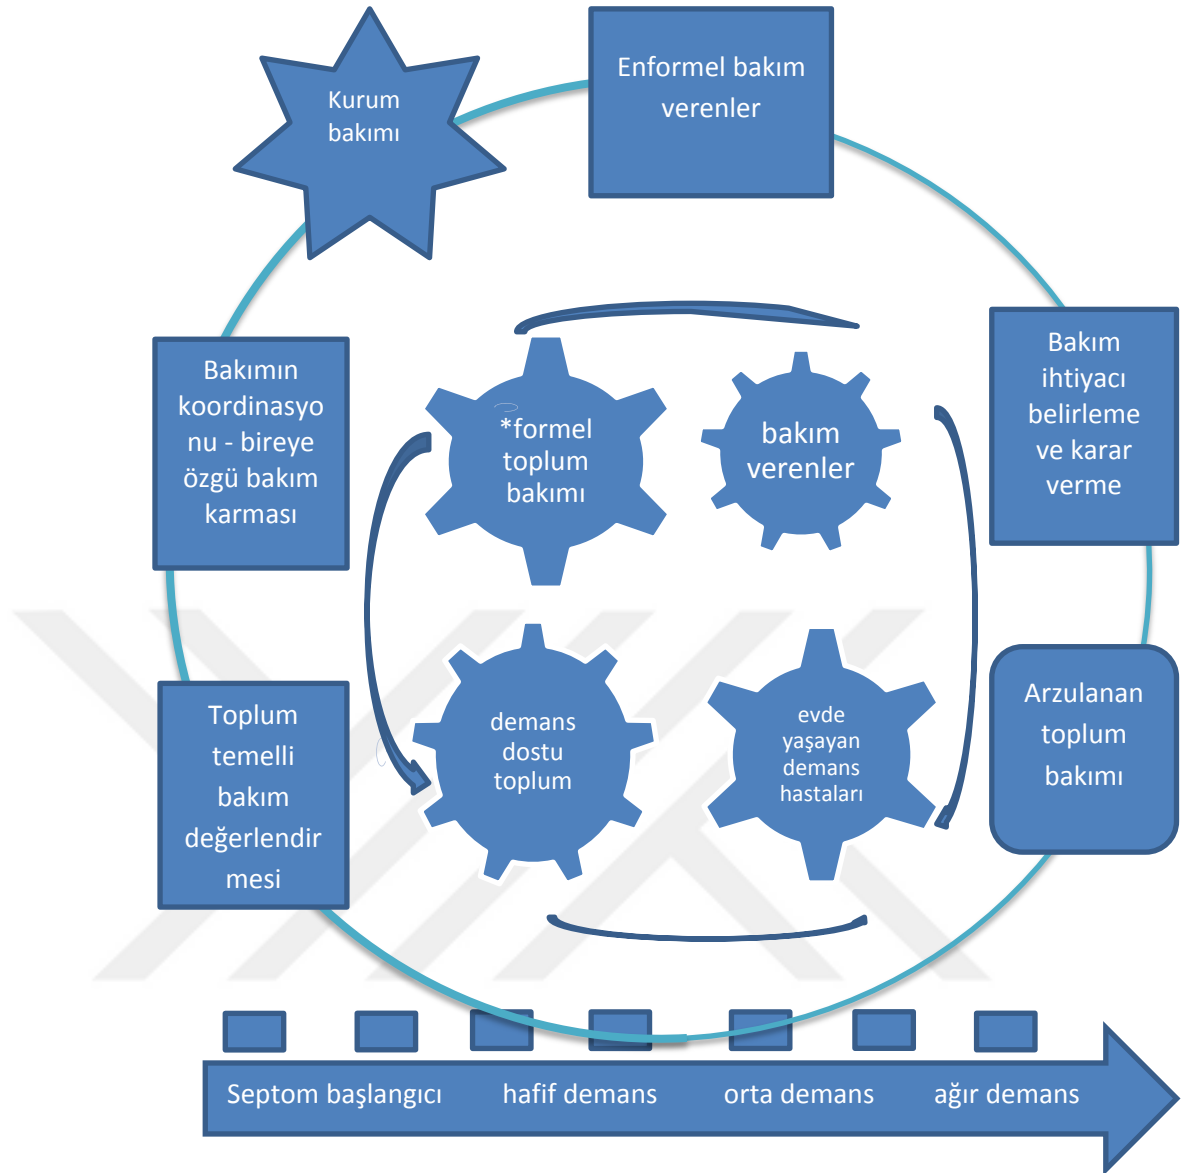 Kurum
bakımı
Enformel bakım
verenler
Bakımın
koordinasyo
nu - bireye
özgü bakım
karması
*formel
toplum
bakımı
bakım
verenler
Bakım
ihtiyacı
belirleme
ve karar
verme
Toplum
temelli
bakım
değerlendir
mesi
demans
dostu
toplum
evde
yaşayan
demans
hastaları
Arzulanan
toplum
bakımı
Septom başlangıcı hafif demans orta demans ağır demans